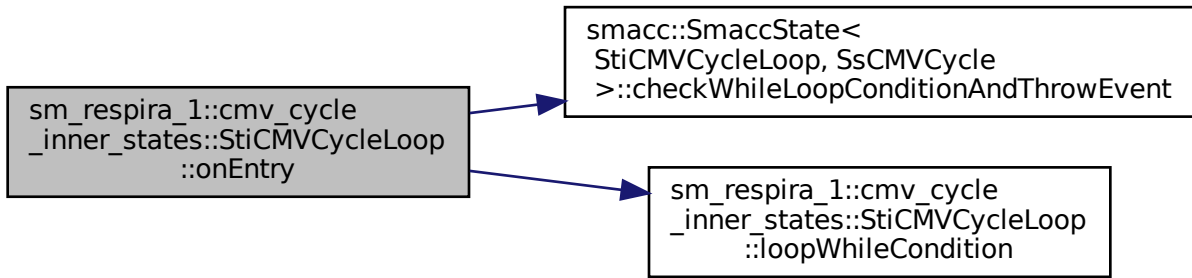 sm_respira_1::cmv_cycle
_inner_states::StiCMVCycleLoop
::onEntry
smacc::SmaccState<
StiCMVCycleLoop, SsCMVCycle
>::checkWhileLoopConditionAndThrowEvent
sm_respira_1::cmv_cycle
_inner_states::StiCMVCycleLoop
::loopWhileCondition